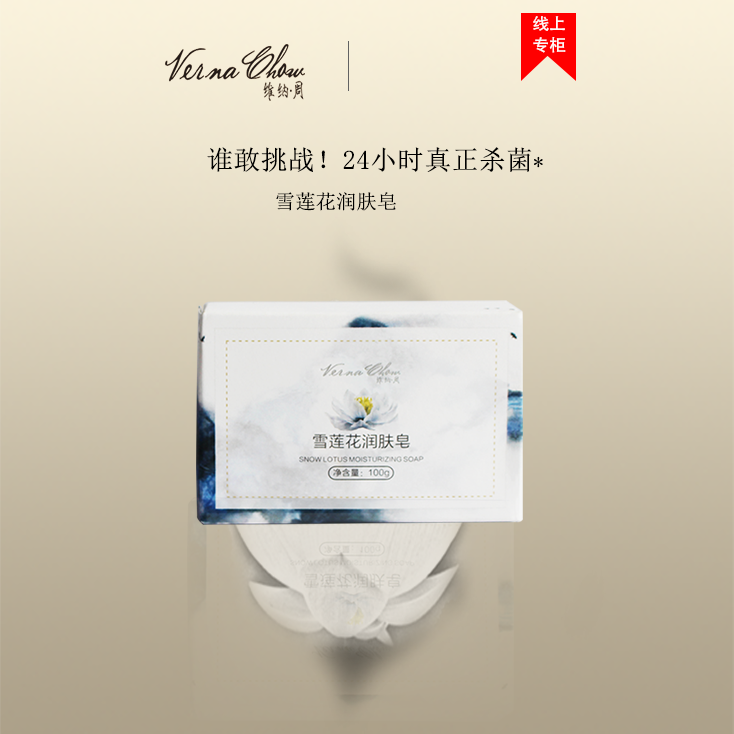 Verna Chow
维纳·周
线上
专柜
谁敢挑战！24小时真正杀菌*
雪莲花润肤皂
Verna Chow
维纳·周
雪莲花润肤皂
SNOW LOTUS MOISTURIZING SOAP
净含量：100g